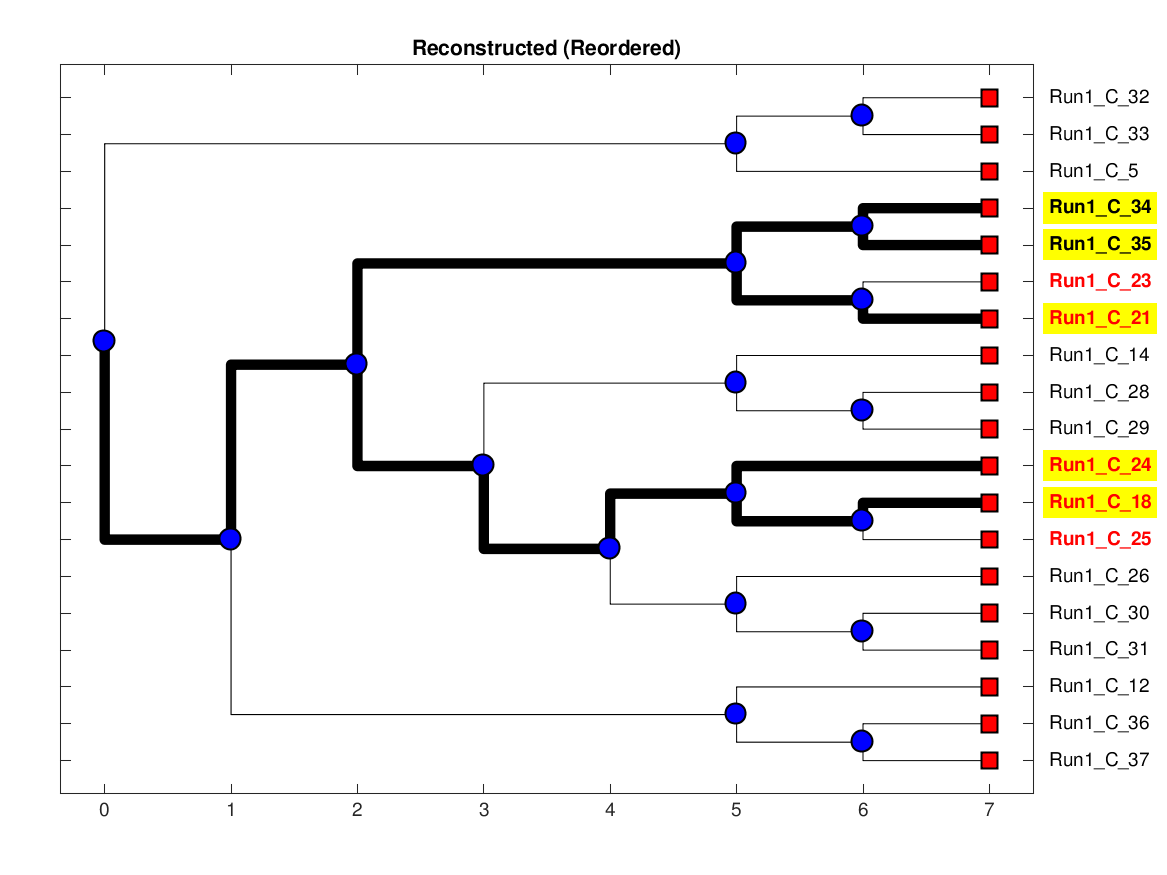 Reconstructed (Reordered)
Run1_C_32
Run1_C_33
Run1_C_5
Run1_C_34
Run1_C_35
Run1_C_23
Run1_C_21
Run1_C_14
Run1_C_28
Run1_C_29
Run1_C_24
Run1_C_18
Run1_C_25
Run1_C_26
Run1_C_30
Run1_C_31
Run1_C_12
Run1_C_36
Run1_C_37
0 1 2 3 4 5 6 7